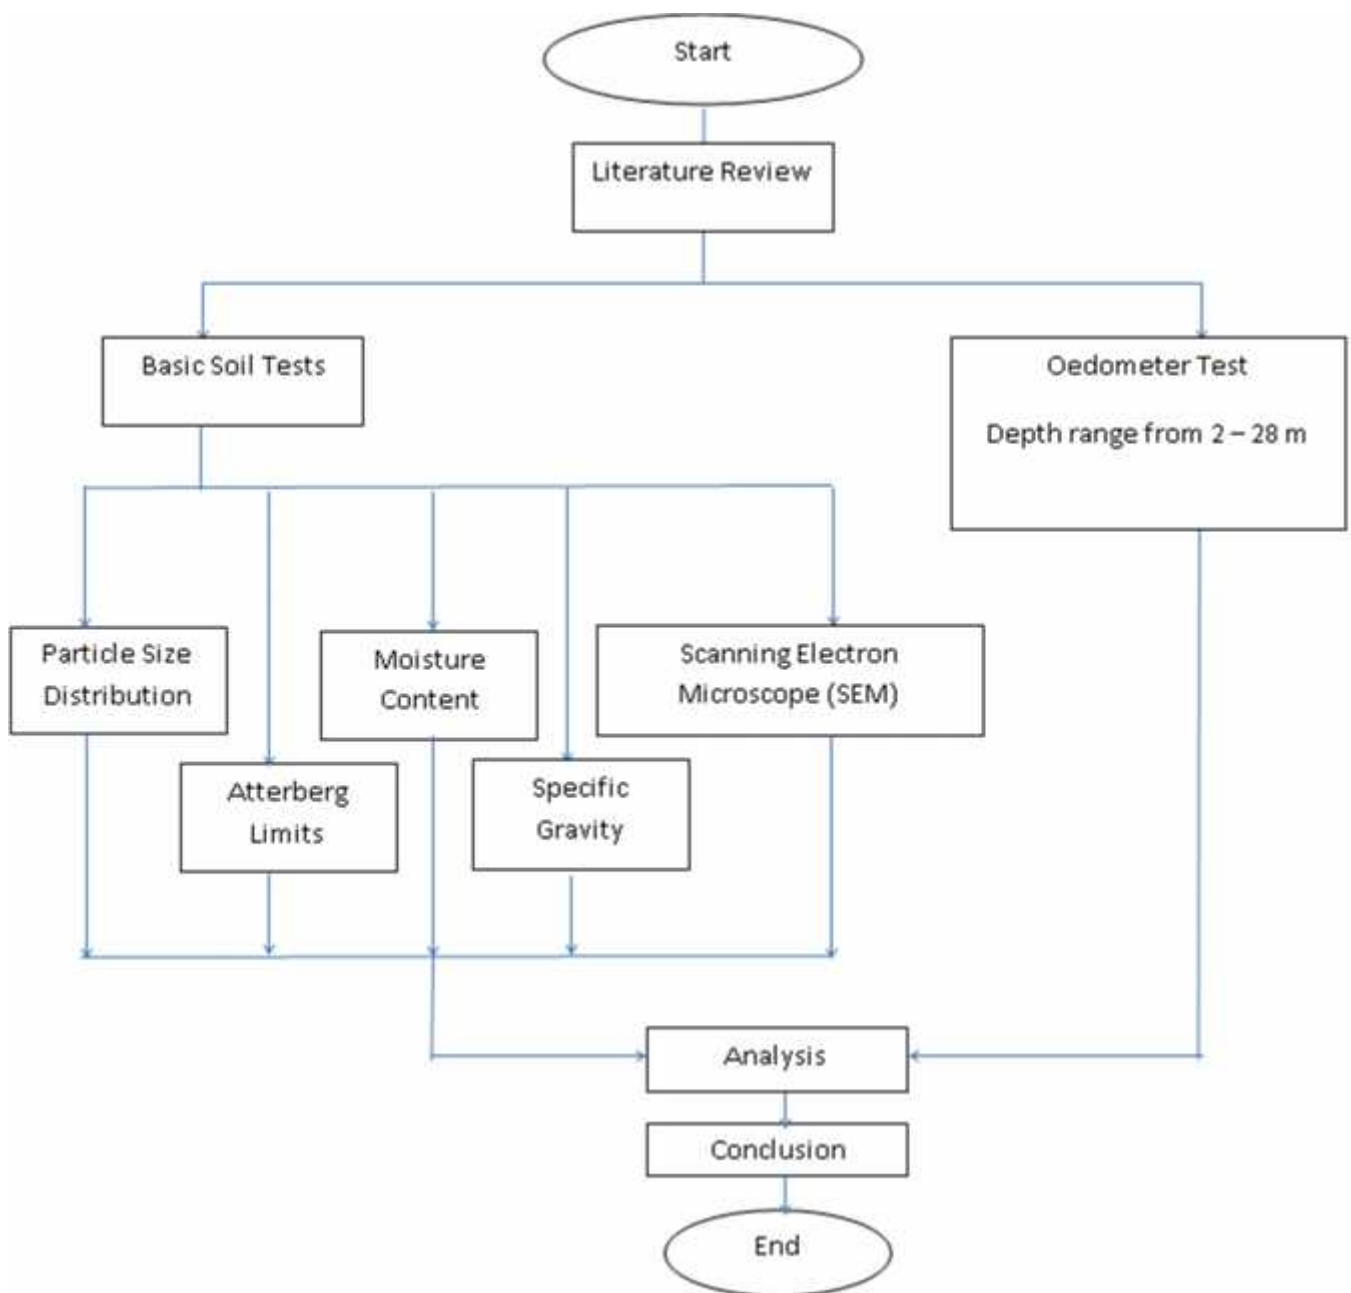 Start
Literature Review
Basic Soil Tests
Oedometer Test
Depth range from 2 – 28 m
Particle Size
Distribution
Moisture
Content
Scanning Electron
Microscope (SEM)
Atterberg
Limits
Specific
Gravity
Analysis
Conclusion
End